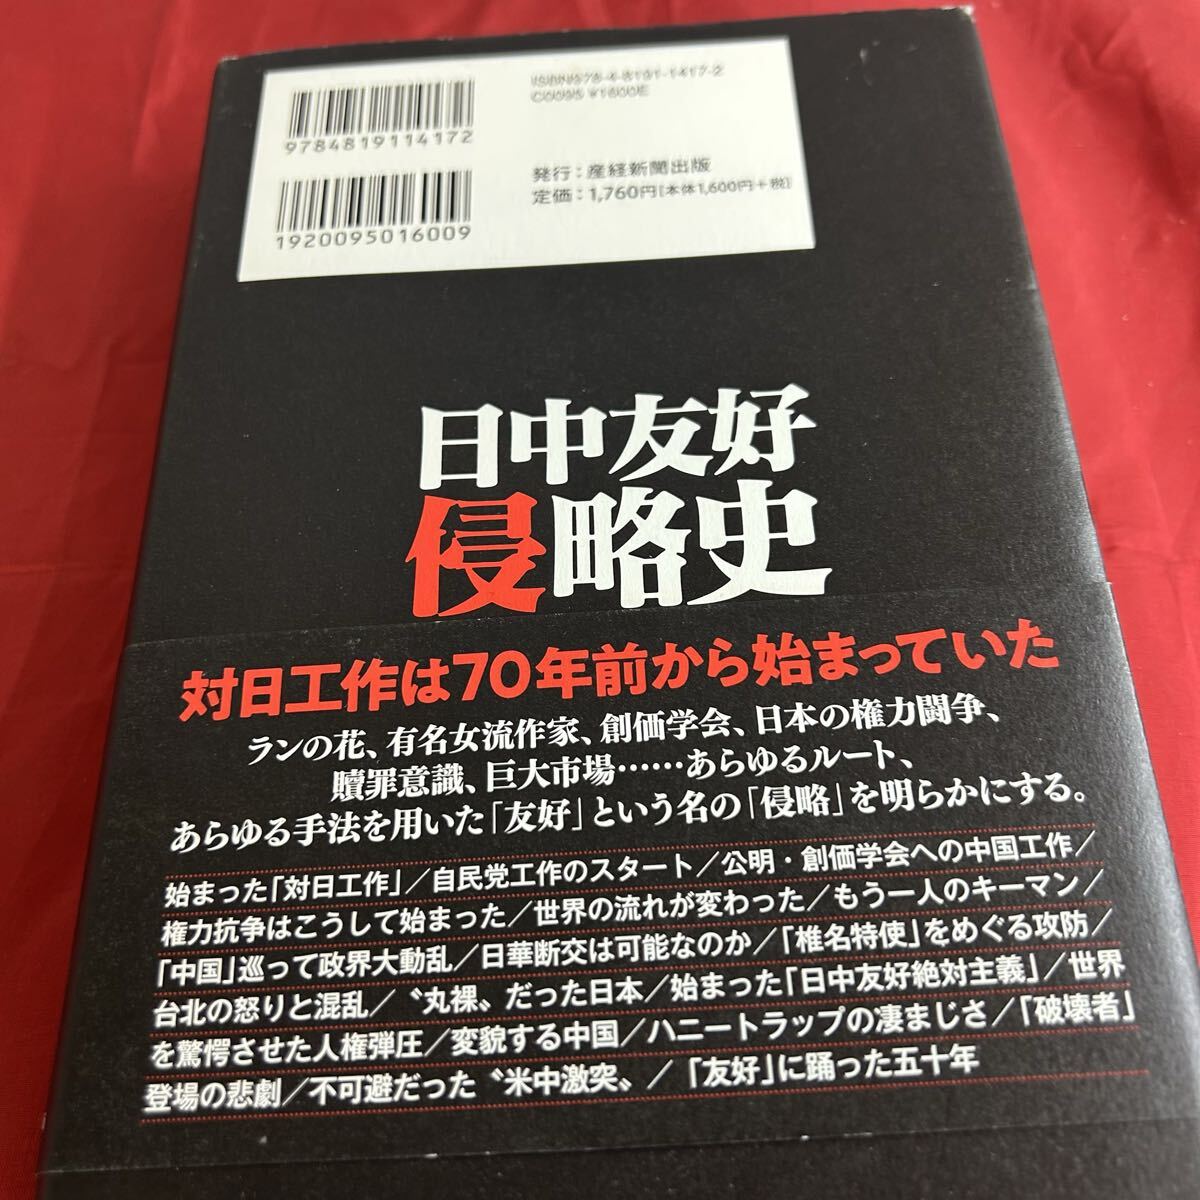 ISBN978-4-8191-1417-2
C0095 ¥1600E
9784819114172
発行：産経新聞出版
定価：1,760円［本体1,600円＋税］
1920095016009
日中友好
侵略史
対日工作は70年前から始まっていた
ランの花、有名女流作家、創価学会、日本の権力闘争、
贖罪意識、巨大市場……あらゆるルート、
あらゆる手法を用いた「友好」という名の「侵略」を明らかにする。
始まった「対日工作」／自民党工作のスタート／公明・創価学会への中国工作／
権力抗争はこうして始まった／世界の流れが変わった／もう一人のキーマン／
「中国」巡って政界大動乱／日華断交は可能なのか／「椎名特使」をめぐる攻防／
台北の怒りと混乱／〝丸裸〟だった日本／始まった「日中友好絶対主義」／世界
を驚愕させた人権弾圧／変貌する中国／ハニートラップの凄まじさ／「破壊者」
登場の悲劇／不可避だった〝米中激突〟／「友好」に踊った五十年